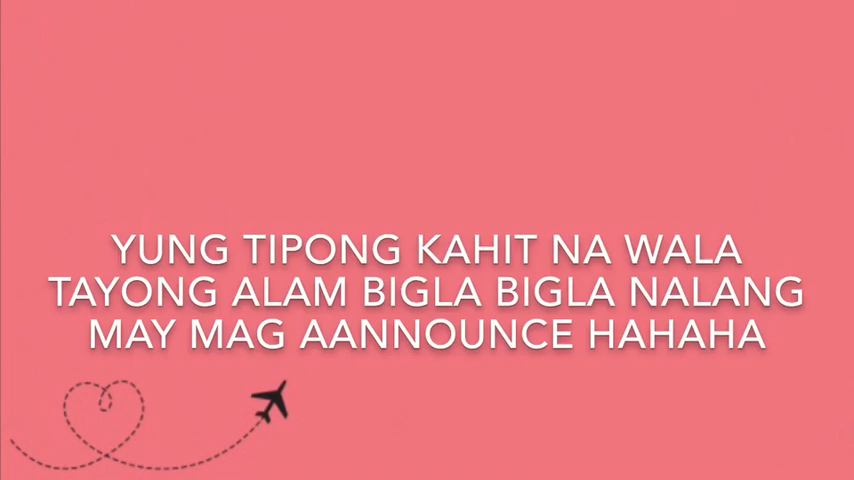 YUNG TIPONG KAHIT NA WALA
TAYONG ALAM BIGLA BIGLA NALANG
MAY MAG AANNOUNCE HAHAHA